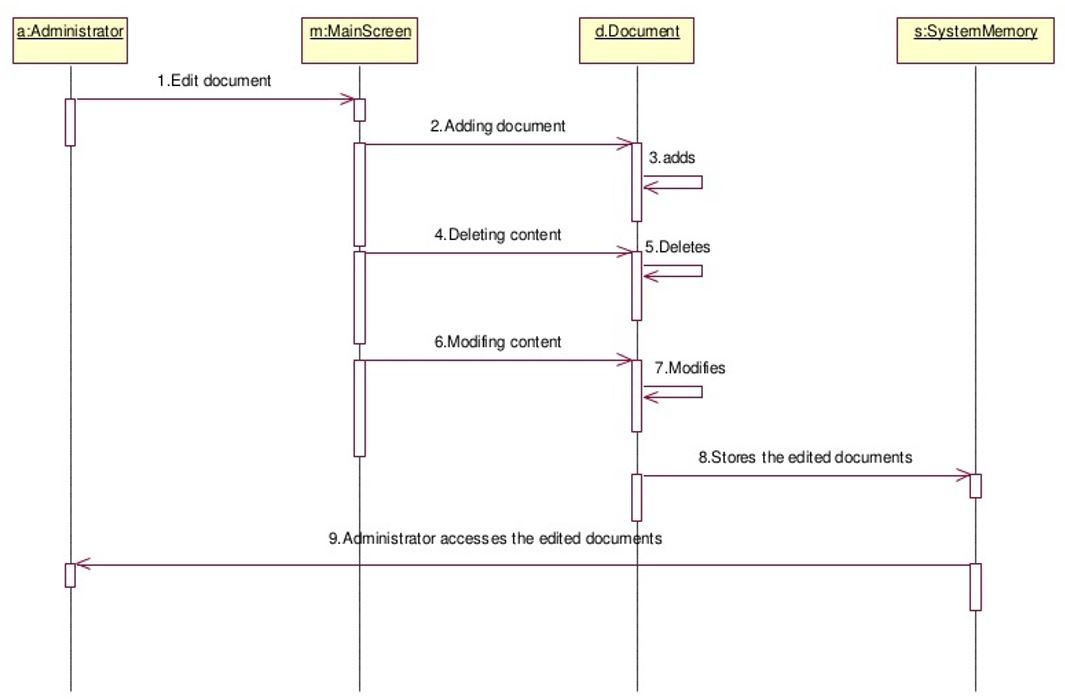 a:Administrator
m:MainScreen
d.Document
s:SystemMemory
1.Edit document
2.Adding document
3.adds
4.Deleting content
5.Deletes
6.Modifing content
7.Modifies
8.Stores the edited documents
9.Administrator accesses the edited documents